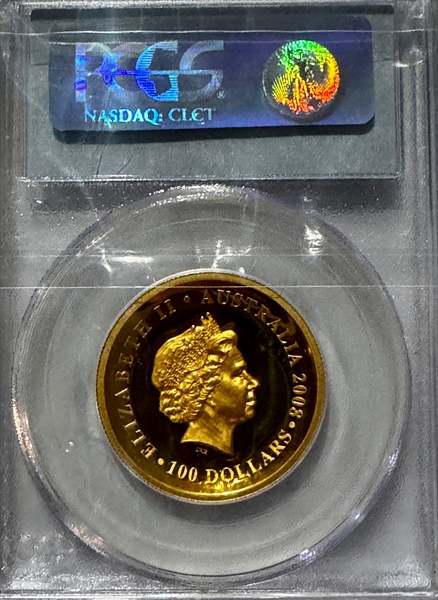 PCGS®
NASDAQ: CLCT
ELIZABETH II • AUSTRALIA 2008 •
• 100 DOLLARS •